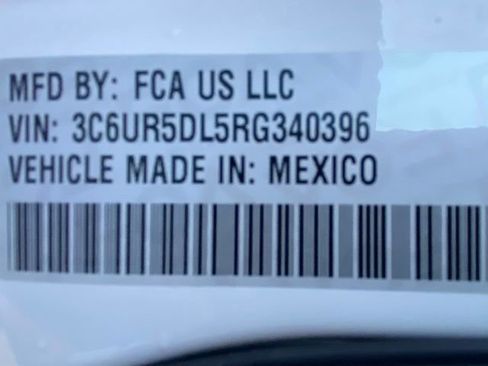 MFD BY: FCA US LLC
VIN: 3C6UR5DL5RG340396
VEHICLE MADE IN: MEXICO